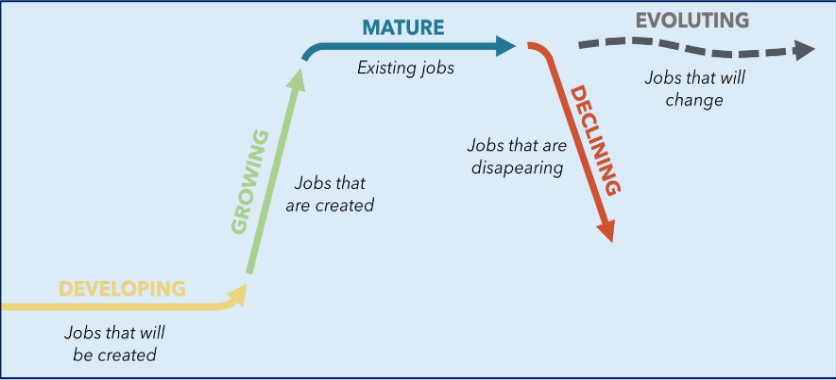 DEVELOPING
Jobs that will
be created
GROWING
Jobs that
are created
MATURE
Existing jobs
DECLINING
Jobs that are
disapearing
EVOLUTING
Jobs that will
change